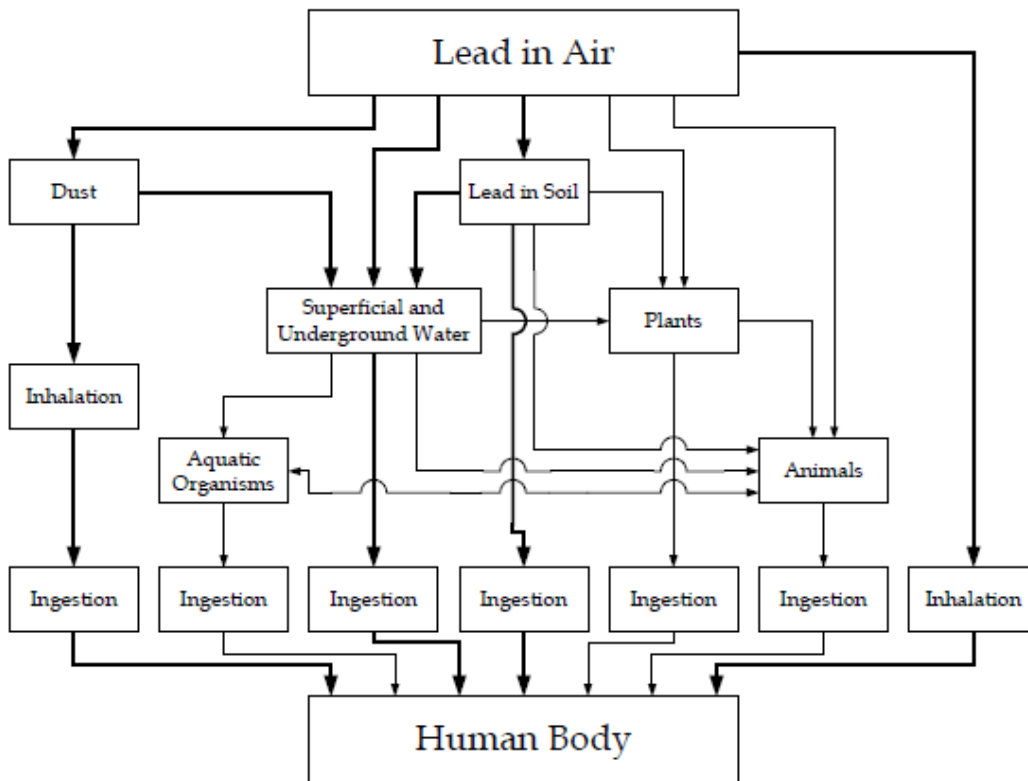 Lead in Air
Dust
Lead in Soil
Superficial and
Underground Water
Plants
Inhalation
Aquatic
Organisms
Animals
Ingestion
Ingestion
Ingestion
Ingestion
Ingestion
Ingestion
Inhalation
Human Body